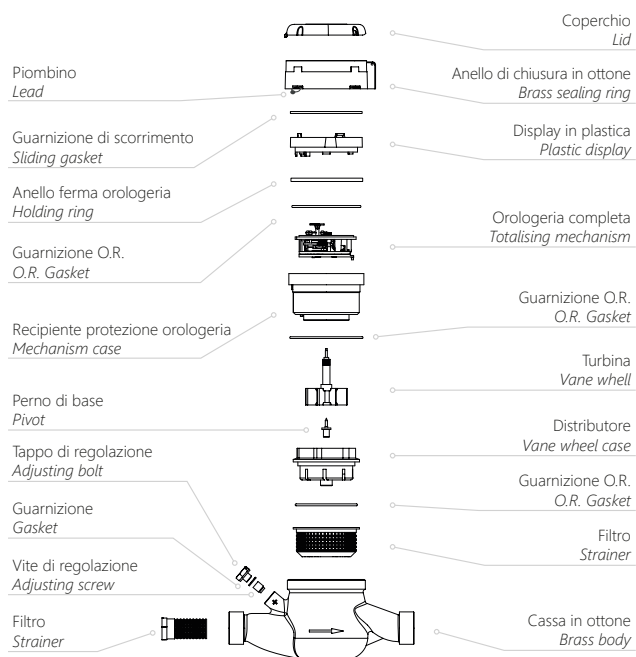 Coperchio
Lid
Piombino
Lead
Anello di chiusura in ottone
Brass sealing ring
Guarnizione di scorrimento
Sliding gasket
Display in plastica
Plastic display
Anello ferma orologeria
Holding ring
Orologeria completa
Totalising mechanism
Guarnizione O.R.
O.R. Gasket
Guarnizione O.R.
O.R. Gasket
Recipiente protezione orologeria
Mechanism case
Turbina
Vane whell
Perno di base
Pivot
Distributore
Vane wheel case
Tappo di regolazione
Adjusting bolt
Guarnizione O.R.
O.R. Gasket
Guarnizione
Gasket
Filtro
Strainer
Vite di regolazione
Adjusting screw
Filtro
Strainer
Cassa in ottone
Brass body